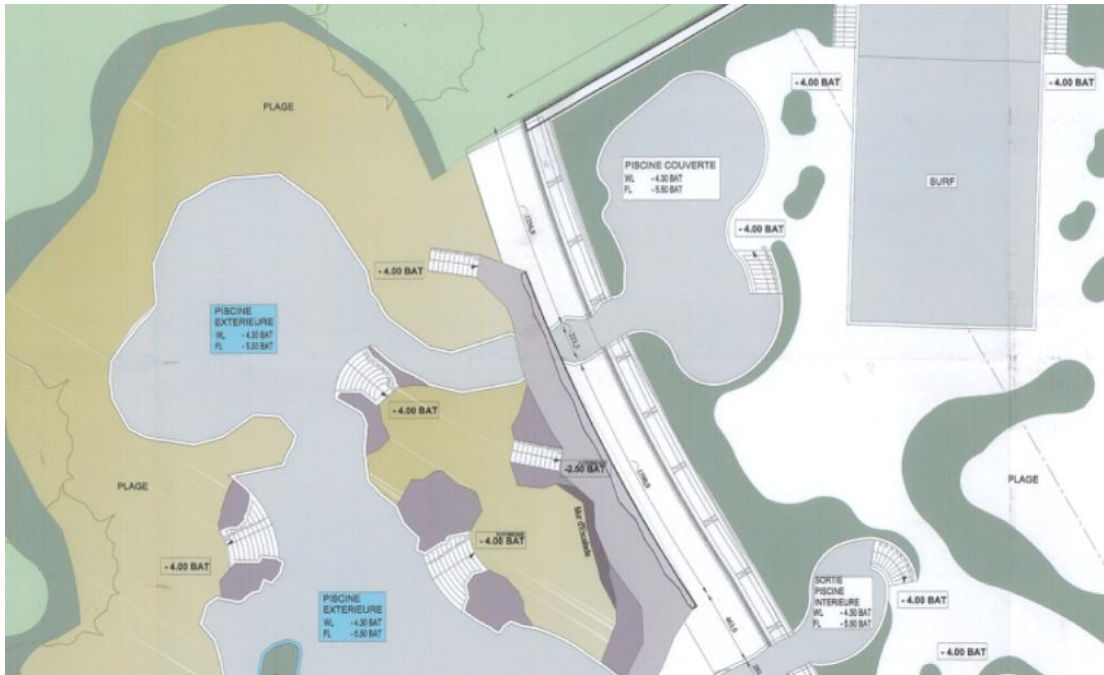 PLAGE
- 4.00 BAT
- 4.00 BAT
PISCINE COUVERTE
WL -4.30 BAT
FL -5.50 BAT
SURF
- 4.00 BAT
- 4.00 BAT
PISCINE
EXTERIEURE
WL -4.30 BAT
FL -5.50 BAT
- 4.00 BAT
-2.50 BAT
PLAGE
PLAGE
Mur d'Escalade
- 4.00 BAT
- 4.00 BAT
SORTIE
PISCINE
INTERIEURE
WL -4.30 BAT
FL -5.50 BAT
- 4.00 BAT
PISCINE
EXTERIEURE
WL -4.30 BAT
FL -5.50 BAT
- 4.00 BAT